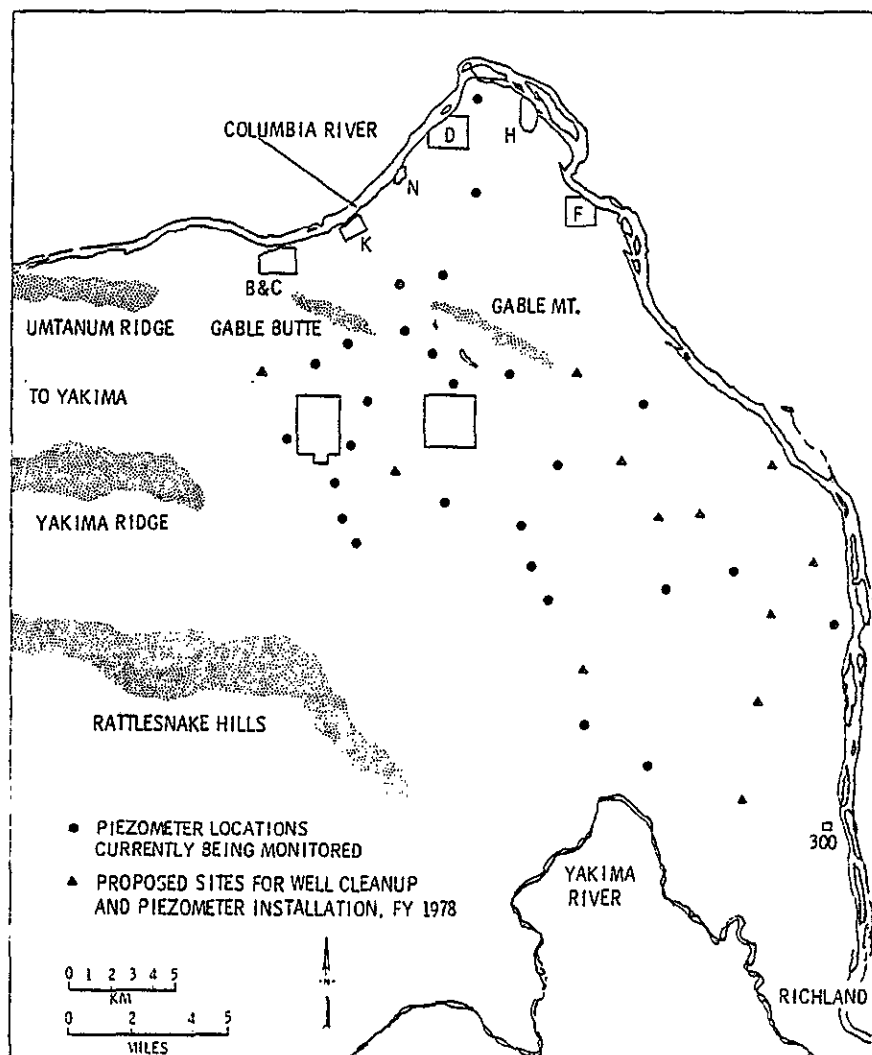 COLUMBIA RIVER
D
H
N
F
K
B&C
UMTANUM RIDGE
GABLE BUTTE
GABLE MT.
TO YAKIMA
YAKIMA RIDGE
RATTLESNAKE HILLS
● PIEZOMETER LOCATIONS
CURRENTLY BEING MONITORED
▲ PROPOSED SITES FOR WELL CLEANUP
AND PIEZOMETER INSTALLATION, FY 1978
300
YAKIMA
RIVER
N
0 1 2 3 4 5
KM
0 2 4 5
MILES
RICHLAND